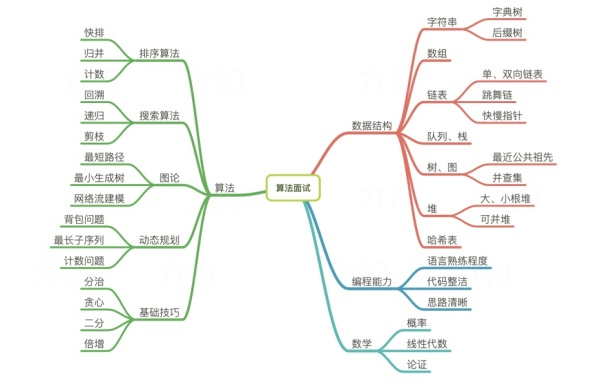 算法面试
算法
排序算法
快排
归并
计数
搜索算法
回溯
递归
剪枝
图论
最短路径
最小生成树
网络流建模
动态规划
背包问题
最长子序列
计数问题
基础技巧
分治
贪心
二分
倍增
数据结构
字符串
字典树
后缀树
数组
链表
单、双向链表
跳舞链
快慢指针
队列、栈
树、图
最近公共祖先
并查集
堆
大、小根堆
可并堆
哈希表
编程能力
语言熟练程度
代码整洁
思路清晰
数学
概率
线性代数
论证